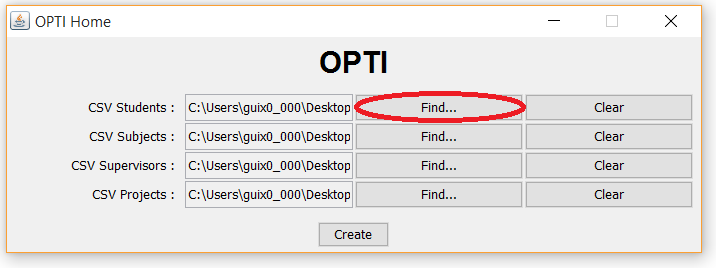 OPTI Home
OPTI
CSV Students : C:\Users\guix0_000\Desktop Find... Clear
CSV Subjects : C:\Users\guix0_000\Desktop Find... Clear
CSV Supervisors : C:\Users\guix0_000\Desktop Find... Clear
CSV Projects : C:\Users\guix0_000\Desktop Find... Clear
Create